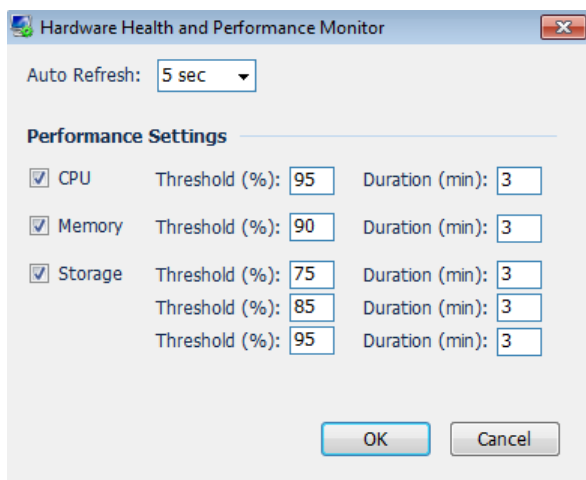 Hardware Health and Performance Monitor
Auto Refresh: 5 sec
Performance Settings
CPU Threshold (%): 95 Duration (min): 3
Memory Threshold (%): 90 Duration (min): 3
Storage Threshold (%): 75 Duration (min): 3
Threshold (%): 85 Duration (min): 3
Threshold (%): 95 Duration (min): 3
OK Cancel